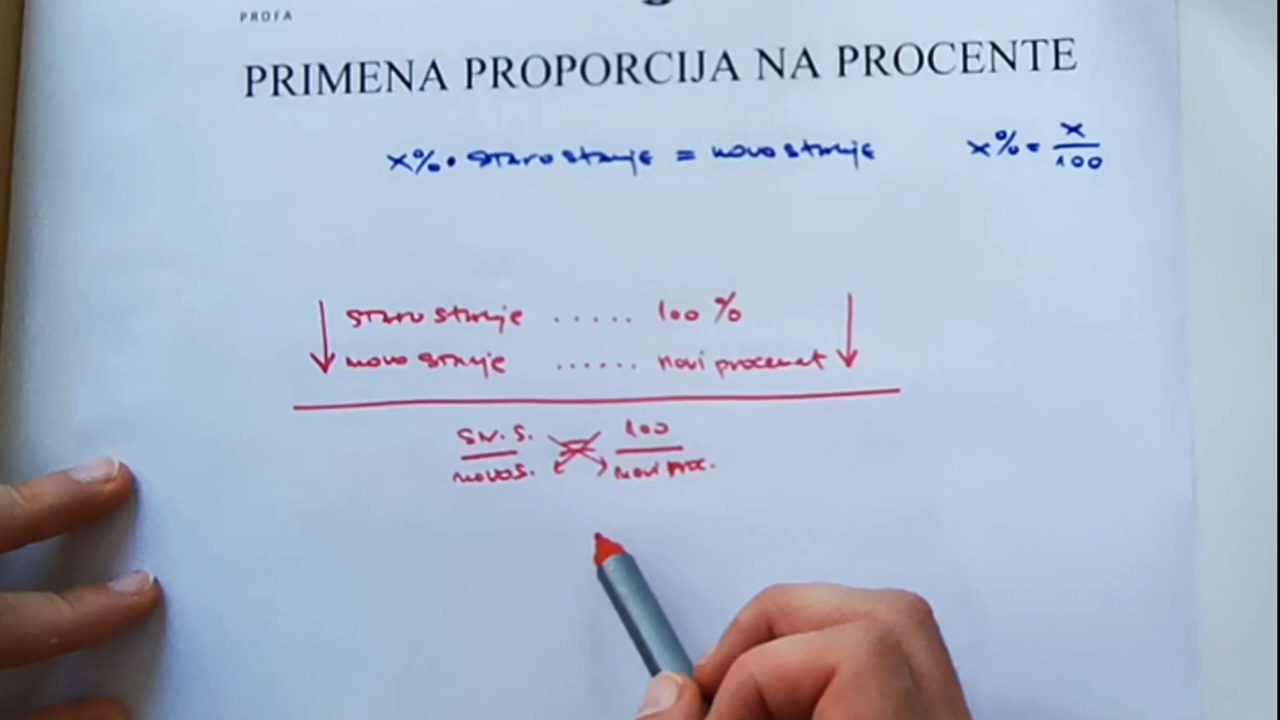 PROFA
PRIMENA PROPORCIJA NA PROCENTE
x% · staro stanje = novo stanje x% = x/100
staro stanje ..... 100 %
novo stanje ...... novi procenat
st. s. 100
novo s. novi proc.